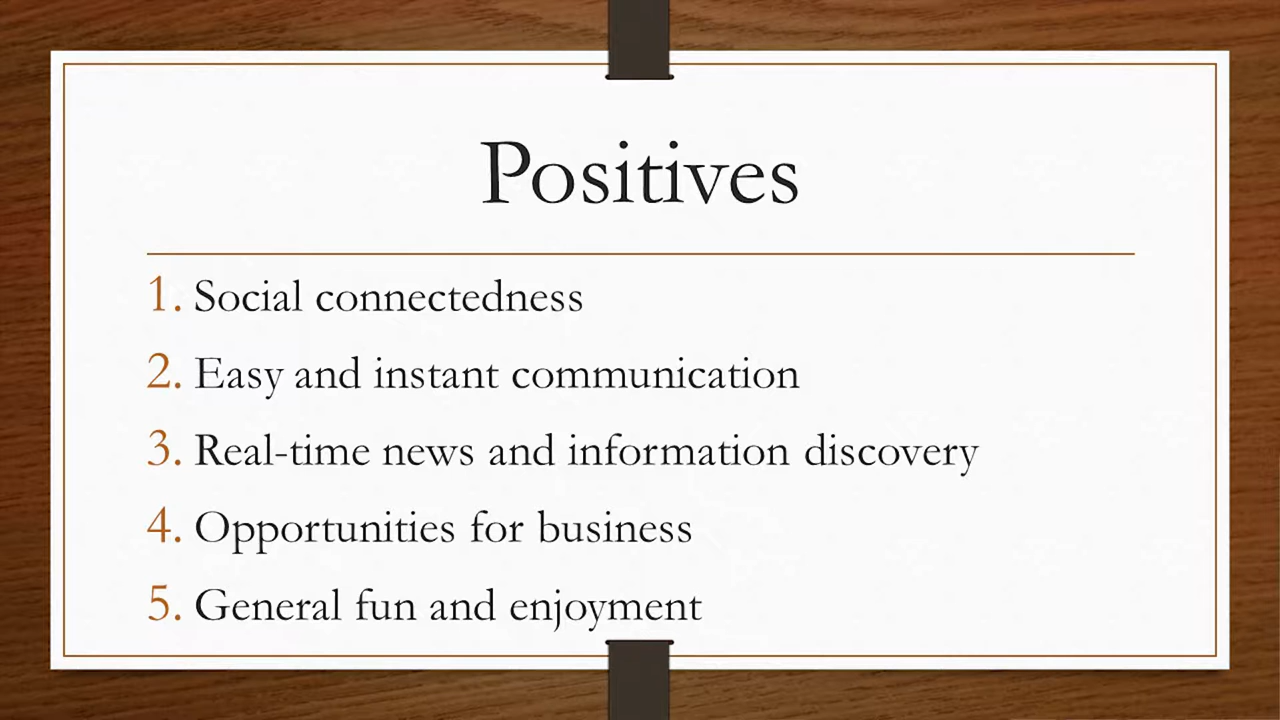 Positives
1. Social connectedness
2. Easy and instant communication
3. Real-time news and information discovery
4. Opportunities for business
5. General fun and enjoyment